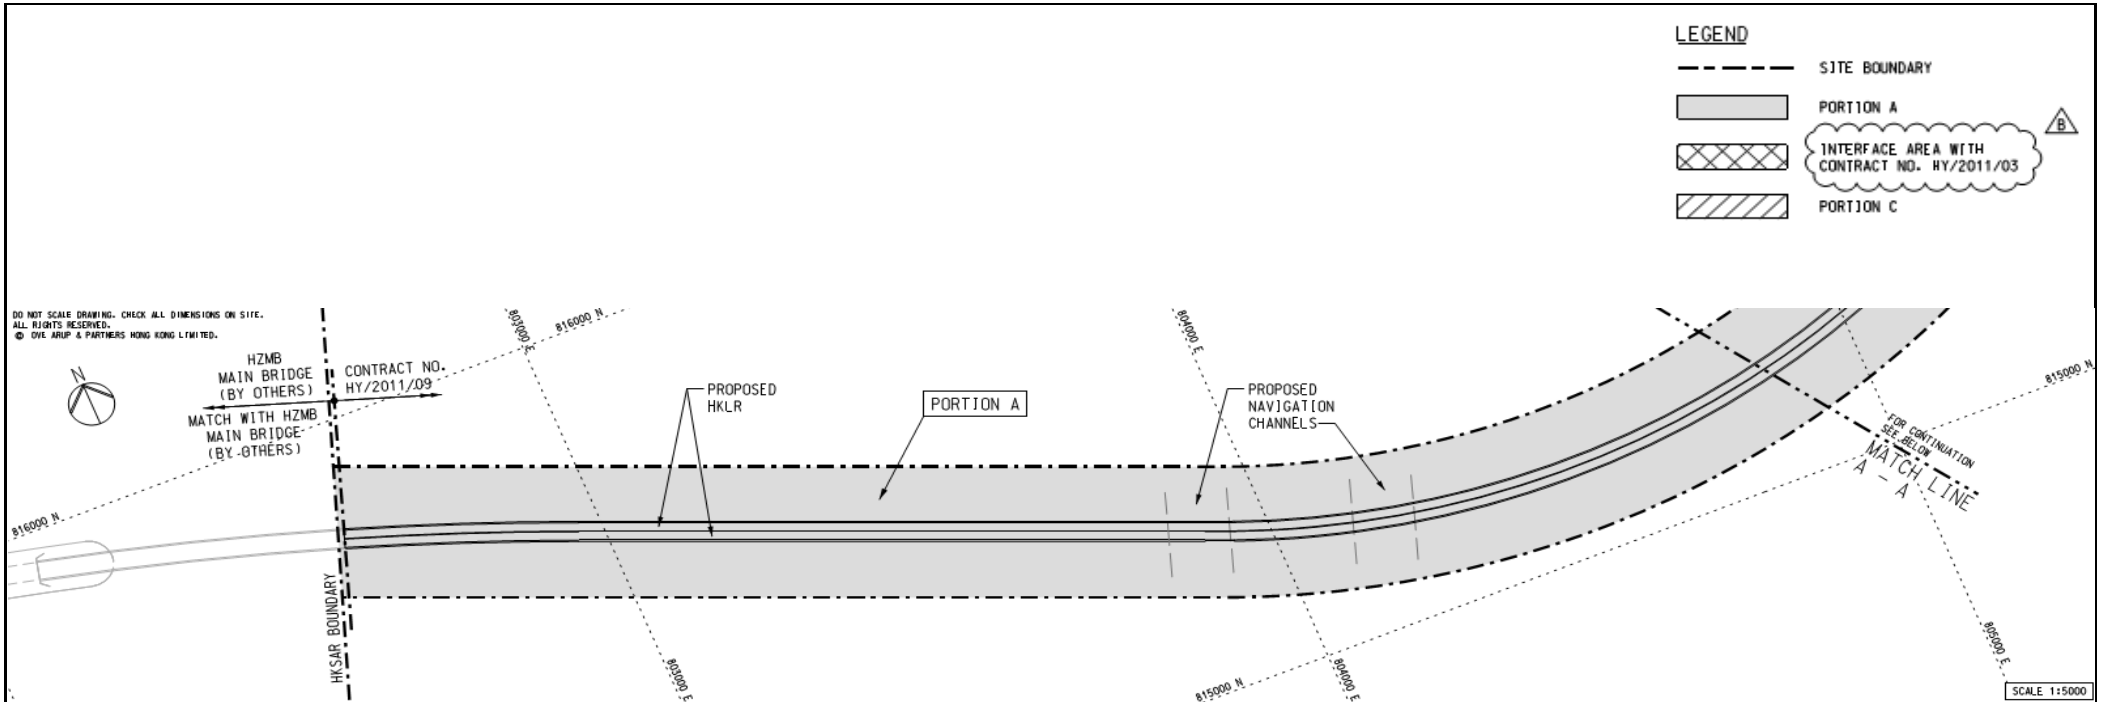 LEGEND
SITE BOUNDARY
PORTION A
B
INTERFACE AREA WITH
CONTRACT NO. HY/2011/03
PORTION C
DO NOT SCALE DRAWING. CHECK ALL DIMENSIONS ON SITE.
ALL RIGHTS RESERVED.
© OVE ARUP & PARTNERS HONG KONG LIMITED.
N
HZMB
MAIN BRIDGE
(BY OTHERS)
CONTRACT NO.
HY/2011/09
MATCH WITH HZMB
MAIN BRIDGE
(BY OTHERS)
803000 E
816000 N
PROPOSED
HKLR
PORTION A
804000 E
PROPOSED
NAVIGATION
CHANNELS
815000 N
FOR CONTINUATION
SEE BELOW
MATCH LINE
A - A
816000 N
HKSAR BOUNDARY
803000 E
815000 N
804000 E
805000 E
SCALE 1:5000